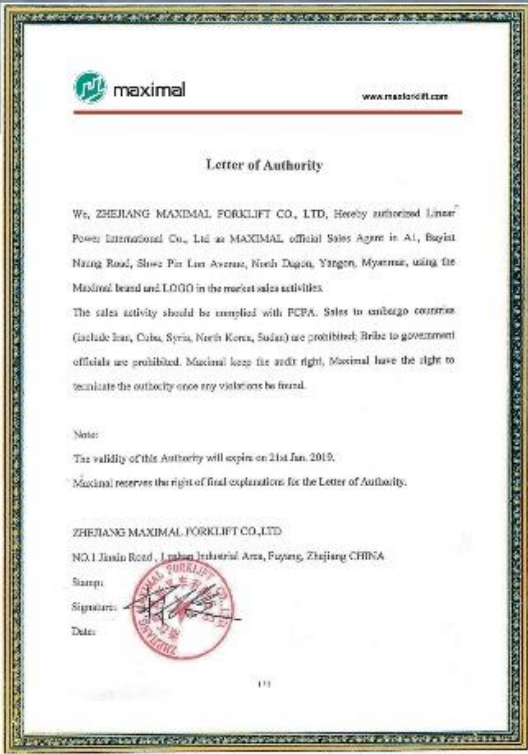 maximal
www.maxforklift.com
Letter of Authority
We, ZHEJIANG MAXIMAL FORKLIFT CO., LTD, Hereby authorized Linear
Power International Co., Ltd as MAXIMAL official Sales Agent in A1, Bayint
Naung Road, Shwe Pin Lon Avenue, North Dagon, Yangon, Myanmar, using the
Maximal brand and LOGO in the market sales activities.
The sales activity should be complied with FCPA. Sales to embargo countries
(include Iran, Cuba, Syria, North Korea, Sudan) are prohibited; Bribe to government
officials are prohibited. Maximal keep the audit right, Maximal have the right to
terminate the authority once any violations be found.
Note:
The validity of this Authority will expire on 21st Jan. 2019.
Maximal reserves the right of final explanations for the Letter of Authority.
ZHEJIANG MAXIMAL FORKLIFT CO.,LTD
NO.1 Jinxin Road, Lushan Industrial Area, Fuyang, Zhejiang CHINA
Stamp:
ZHEJIANG MAXIMAL FORKLIFT CO.,LTD
Signature:
Date: